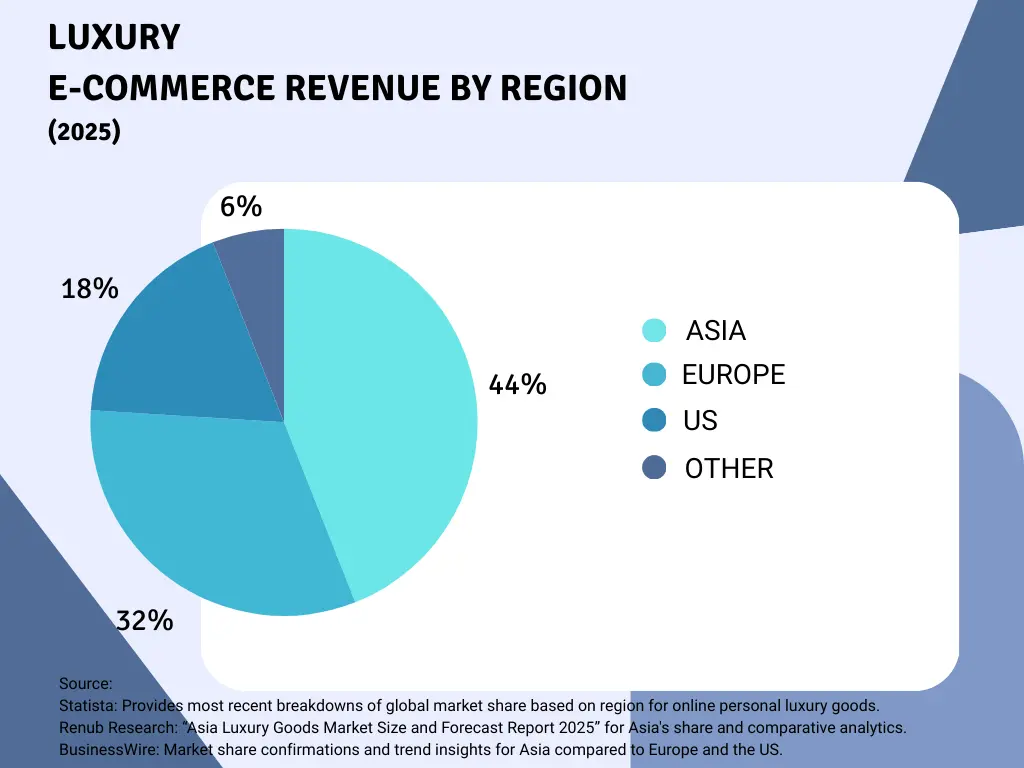 LUXURY
E-COMMERCE REVENUE BY REGION
(2025)
6%
18%
44%
32%
ASIA
EUROPE
US
OTHER
Source:
Statista: Provides most recent breakdowns of global market share based on region for online personal luxury goods.
Renub Research: “Asia Luxury Goods Market Size and Forecast Report 2025” for Asia's share and comparative analytics.
BusinessWire: Market share confirmations and trend insights for Asia compared to Europe and the US.